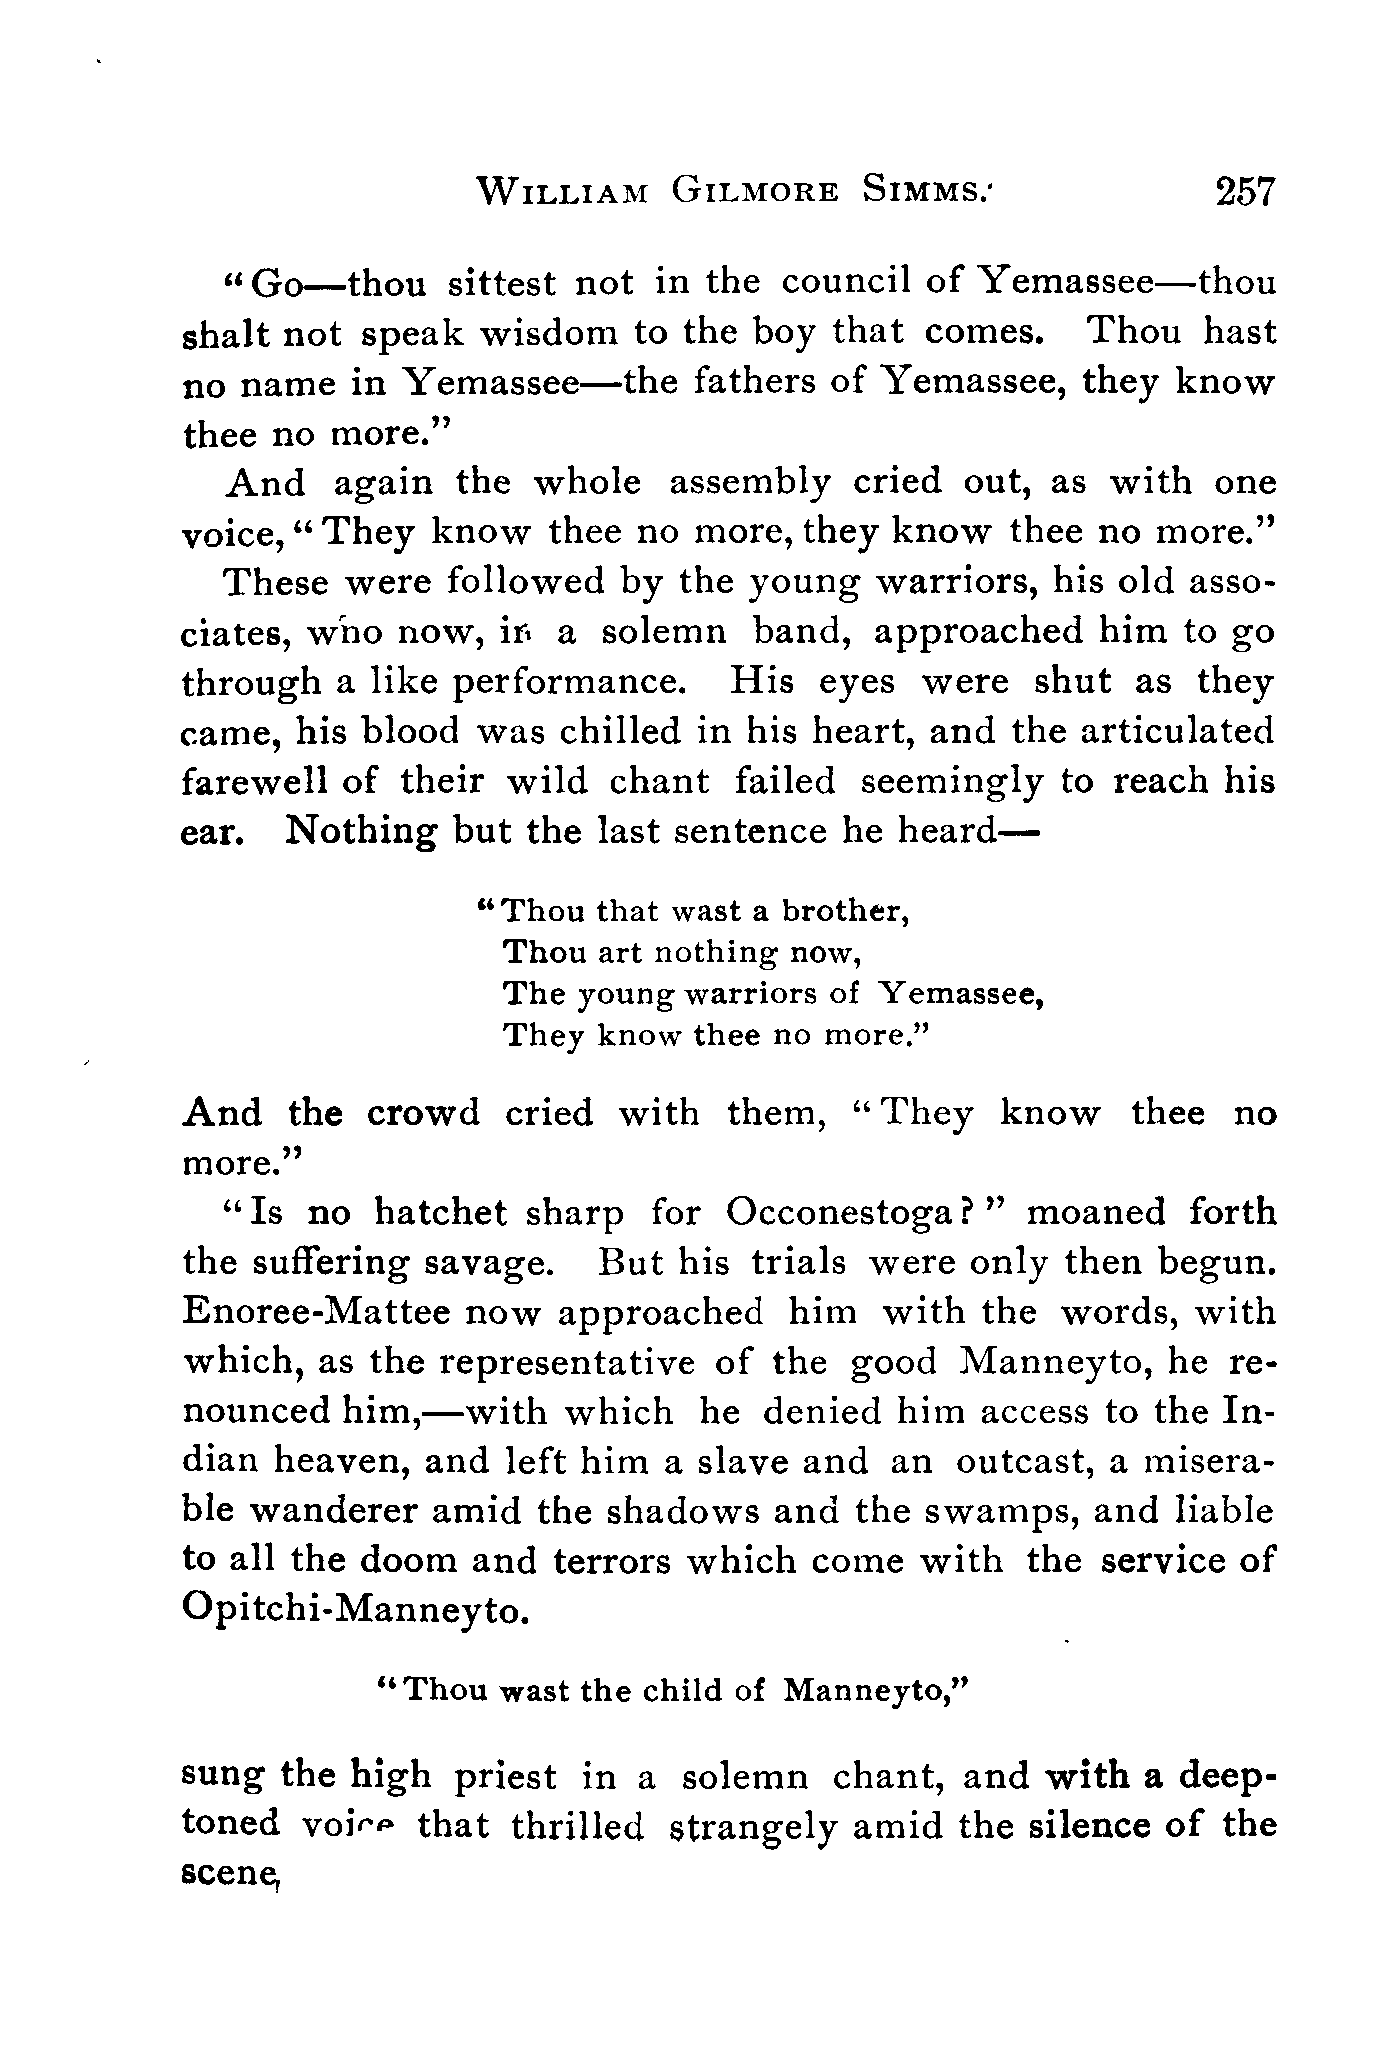 WILLIAM GILMORE SIMMS. 257
"Go—thou sittest not in the council of Yemassee—thou
shalt not speak wisdom to the boy that comes. Thou hast
no name in Yemassee—the fathers of Yemassee, they know
thee no more."
And again the whole assembly cried out, as with one
voice, "They know thee no more, they know thee no more."
These were followed by the young warriors, his old asso-
ciates, who now, in a solemn band, approached him to go
through a like performance. His eyes were shut as they
came, his blood was chilled in his heart, and the articulated
farewell of their wild chant failed seemingly to reach his
ear. Nothing but the last sentence he heard—
"Thou that wast a brother,
Thou art nothing now,
The young warriors of Yemassee,
They know thee no more."
And the crowd cried with them, "They know thee no
more."
"Is no hatchet sharp for Occonestoga?" moaned forth
the suffering savage. But his trials were only then begun.
Enoree-Mattee now approached him with the words, with
which, as the representative of the good Manneyto, he re-
nounced him,—with which he denied him access to the In-
dian heaven, and left him a slave and an outcast, a misera-
ble wanderer amid the shadows and the swamps, and liable
to all the doom and terrors which come with the service of
Opitchi-Manneyto.
"Thou wast the child of Manneyto,"
sung the high priest in a solemn chant, and with a deep-
toned voice that thrilled strangely amid the silence of the
scene,